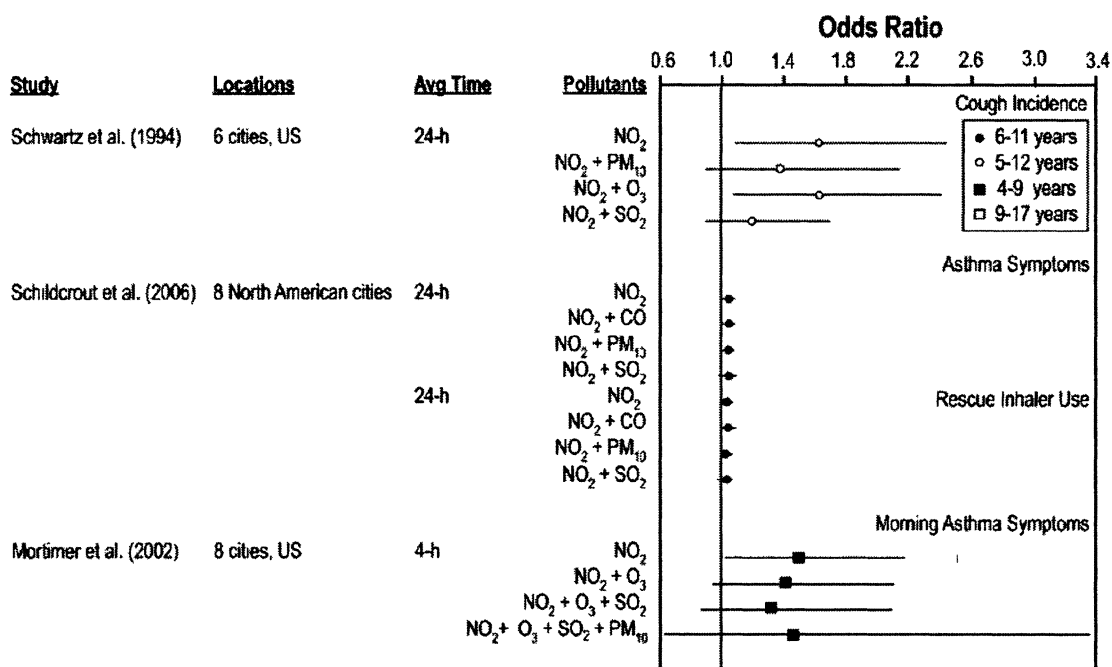 Odds Ratio
0.6 1.0 1.4 1.8 2.2 2.6 3.0 3.4
Study Locations Avg Time Pollutants
Cough Incidence
6-11 years
5-12 years
4-9 years
9-17 years
Schwartz et al. (1994) 6 cities, US 24-h NO2
NO2 + PM10
NO2 + O3
NO2 + SO2
Asthma Symptoms
Schildcrout et al. (2006) 8 North American cities 24-h NO2
NO2 + CO
NO2 + PM10
NO2 + SO2
24-h NO2 Rescue Inhaler Use
NO2 + CO
NO2 + PM10
NO2 + SO2
Morning Asthma Symptoms
Mortimer et al. (2002) 8 cities, US 4-h NO2
NO2 + O3
NO2 + O3 + SO2
NO2+ O3 + SO2 + PM10